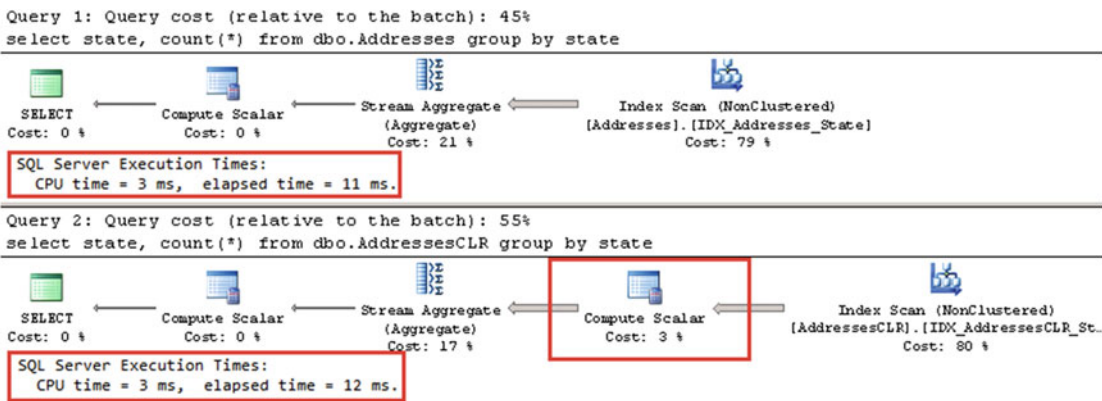 Query 1: Query cost (relative to the batch): 45%
select state, count(*) from dbo.Addresses group by state
SELECT
Cost: 0 %
Compute Scalar
Cost: 0 %
Stream Aggregate
(Aggregate)
Cost: 21 %
Index Scan (NonClustered)
[Addresses].[IDX_Addresses_State]
Cost: 79 %
SQL Server Execution Times:
CPU time = 3 ms, elapsed time = 11 ms.
Query 2: Query cost (relative to the batch): 55%
select state, count(*) from dbo.AddressesCLR group by state
SELECT
Cost: 0 %
Compute Scalar
Cost: 0 %
Stream Aggregate
(Aggregate)
Cost: 17 %
Compute Scalar
Cost: 3 %
Index Scan (NonClustered)
[AddressesCLR].[IDX_AddressesCLR_St…
Cost: 80 %
SQL Server Execution Times:
CPU time = 3 ms, elapsed time = 12 ms.